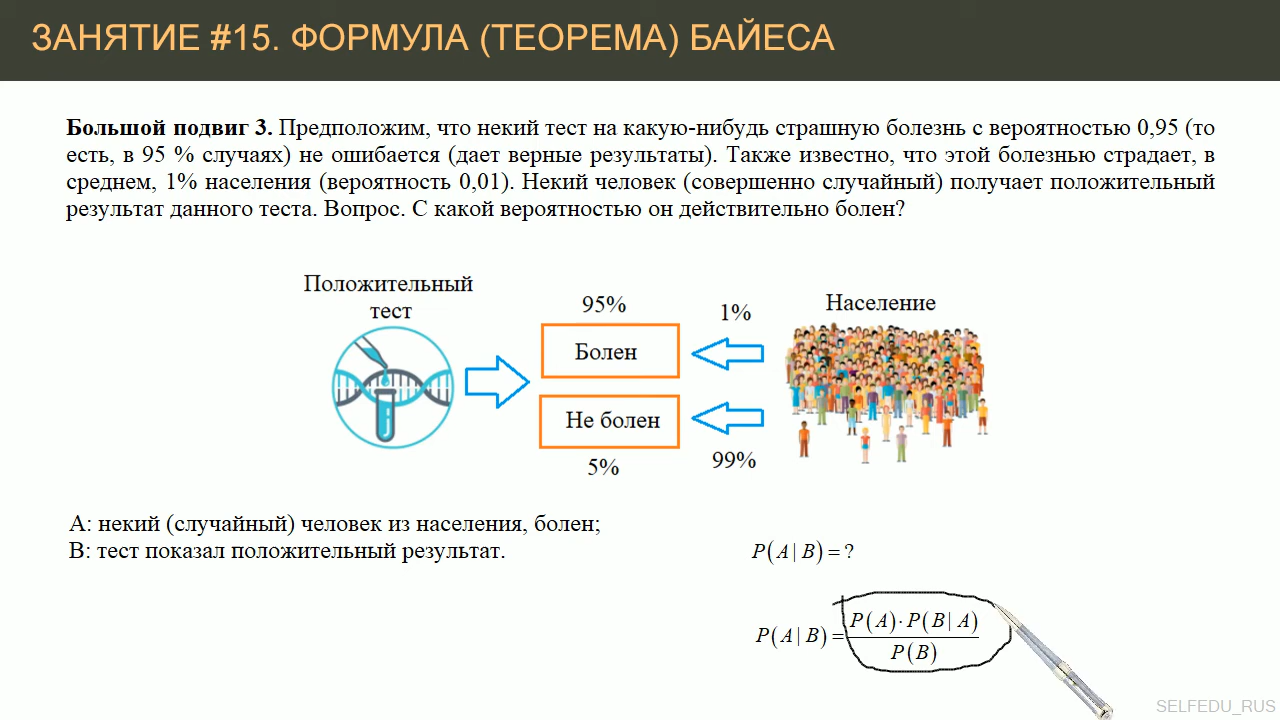 ЗАНЯТИЕ #15. ФОРМУЛА (ТЕОРЕМА) БАЙЕСА
Большой подвиг 3. Предположим, что некий тест на какую-нибудь страшную болезнь с вероятностью 0,95 (то
есть, в 95 % случаях) не ошибается (дает верные результаты). Также известно, что этой болезнью страдает, в
среднем, 1% населения (вероятность 0,01). Некий человек (совершенно случайный) получает положительный
результат данного теста. Вопрос. С какой вероятностью он действительно болен?
Положительный
тест
95%
1%
Население
Болен
Не болен
5%
99%
A: некий (случайный) человек из населения, болен;
B: тест показал положительный результат.
P(A | B) = ?
P(A | B) = P(A) · P(B | A) / P(B)
SELFEDU_RUS